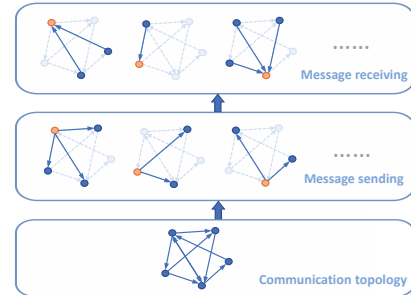 ……
Message receiving
……
Message sending
Communication topology